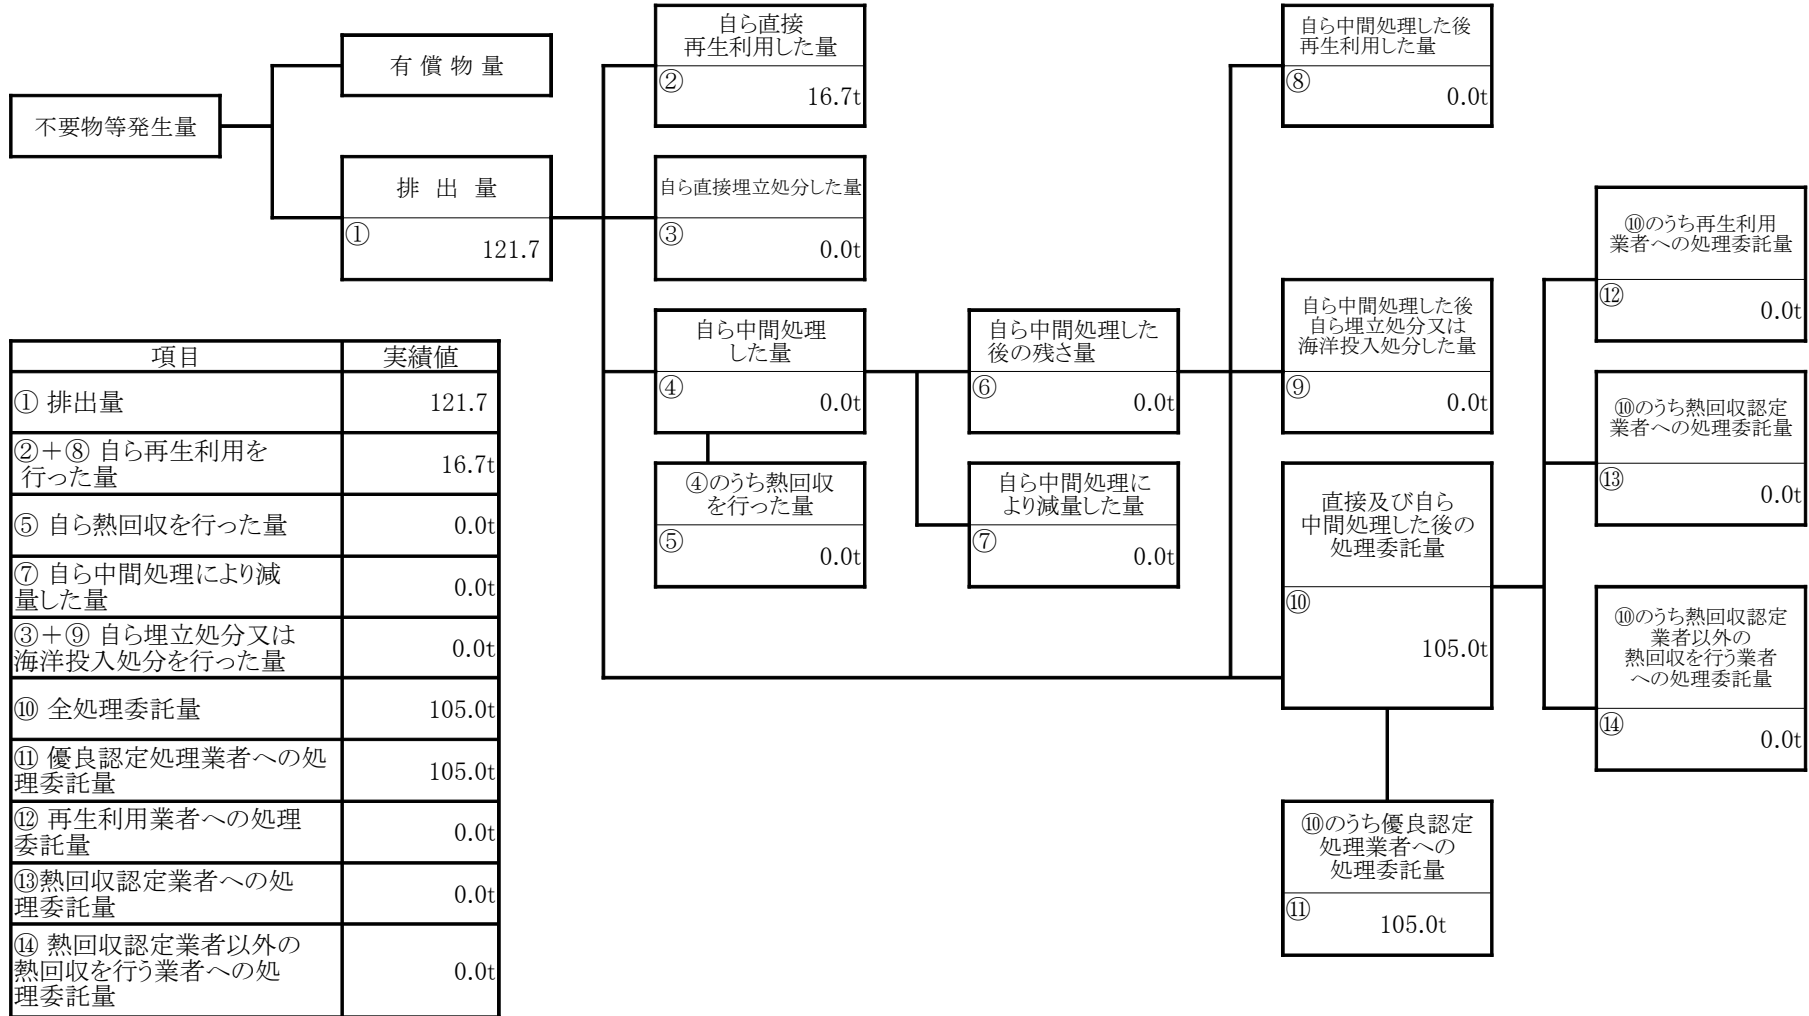 不要物等発生量
有 償 物 量
排 出 量
①
121.7
自ら直接
再生利用した量
②
16.7t
自ら直接埋立処分した量
③
0.0t
自ら中間処理
した量
④
0.0t
④のうち熱回収
を行った量
⑤
0.0t
自ら中間処理した
後の残さ量
⑥
0.0t
自ら中間処理に
より減量した量
⑦
0.0t
自ら中間処理した後
再生利用した量
⑧
0.0t
自ら中間処理した後
自ら埋立処分又は
海洋投入処分した量
⑨
0.0t
直接及び自ら
中間処理した後の
処理委託量
⑩
105.0t
⑩のうち優良認定
処理業者への
処理委託量
⑪
105.0t
⑩のうち再生利用
業者への処理委託量
⑫
0.0t
⑩のうち熱回収認定
業者への処理委託量
⑬
0.0t
⑩のうち熱回収認定
業者以外の
熱回収を行う業者
への処理委託量
⑭
0.0t
項目 実績値
① 排出量 121.7
②＋⑧ 自ら再生利用を
行った量 16.7t
⑤ 自ら熱回収を行った量 0.0t
⑦ 自ら中間処理により減
量した量 0.0t
③＋⑨ 自ら埋立処分又は
海洋投入処分を行った量 0.0t
⑩ 全処理委託量 105.0t
⑪ 優良認定処理業者への処
理委託量 105.0t
⑫ 再生利用業者への処理
委託量 0.0t
⑬熱回収認定業者への処
理委託量 0.0t
⑭ 熱回収認定業者以外の
熱回収を行う業者への処
理委託量 0.0t